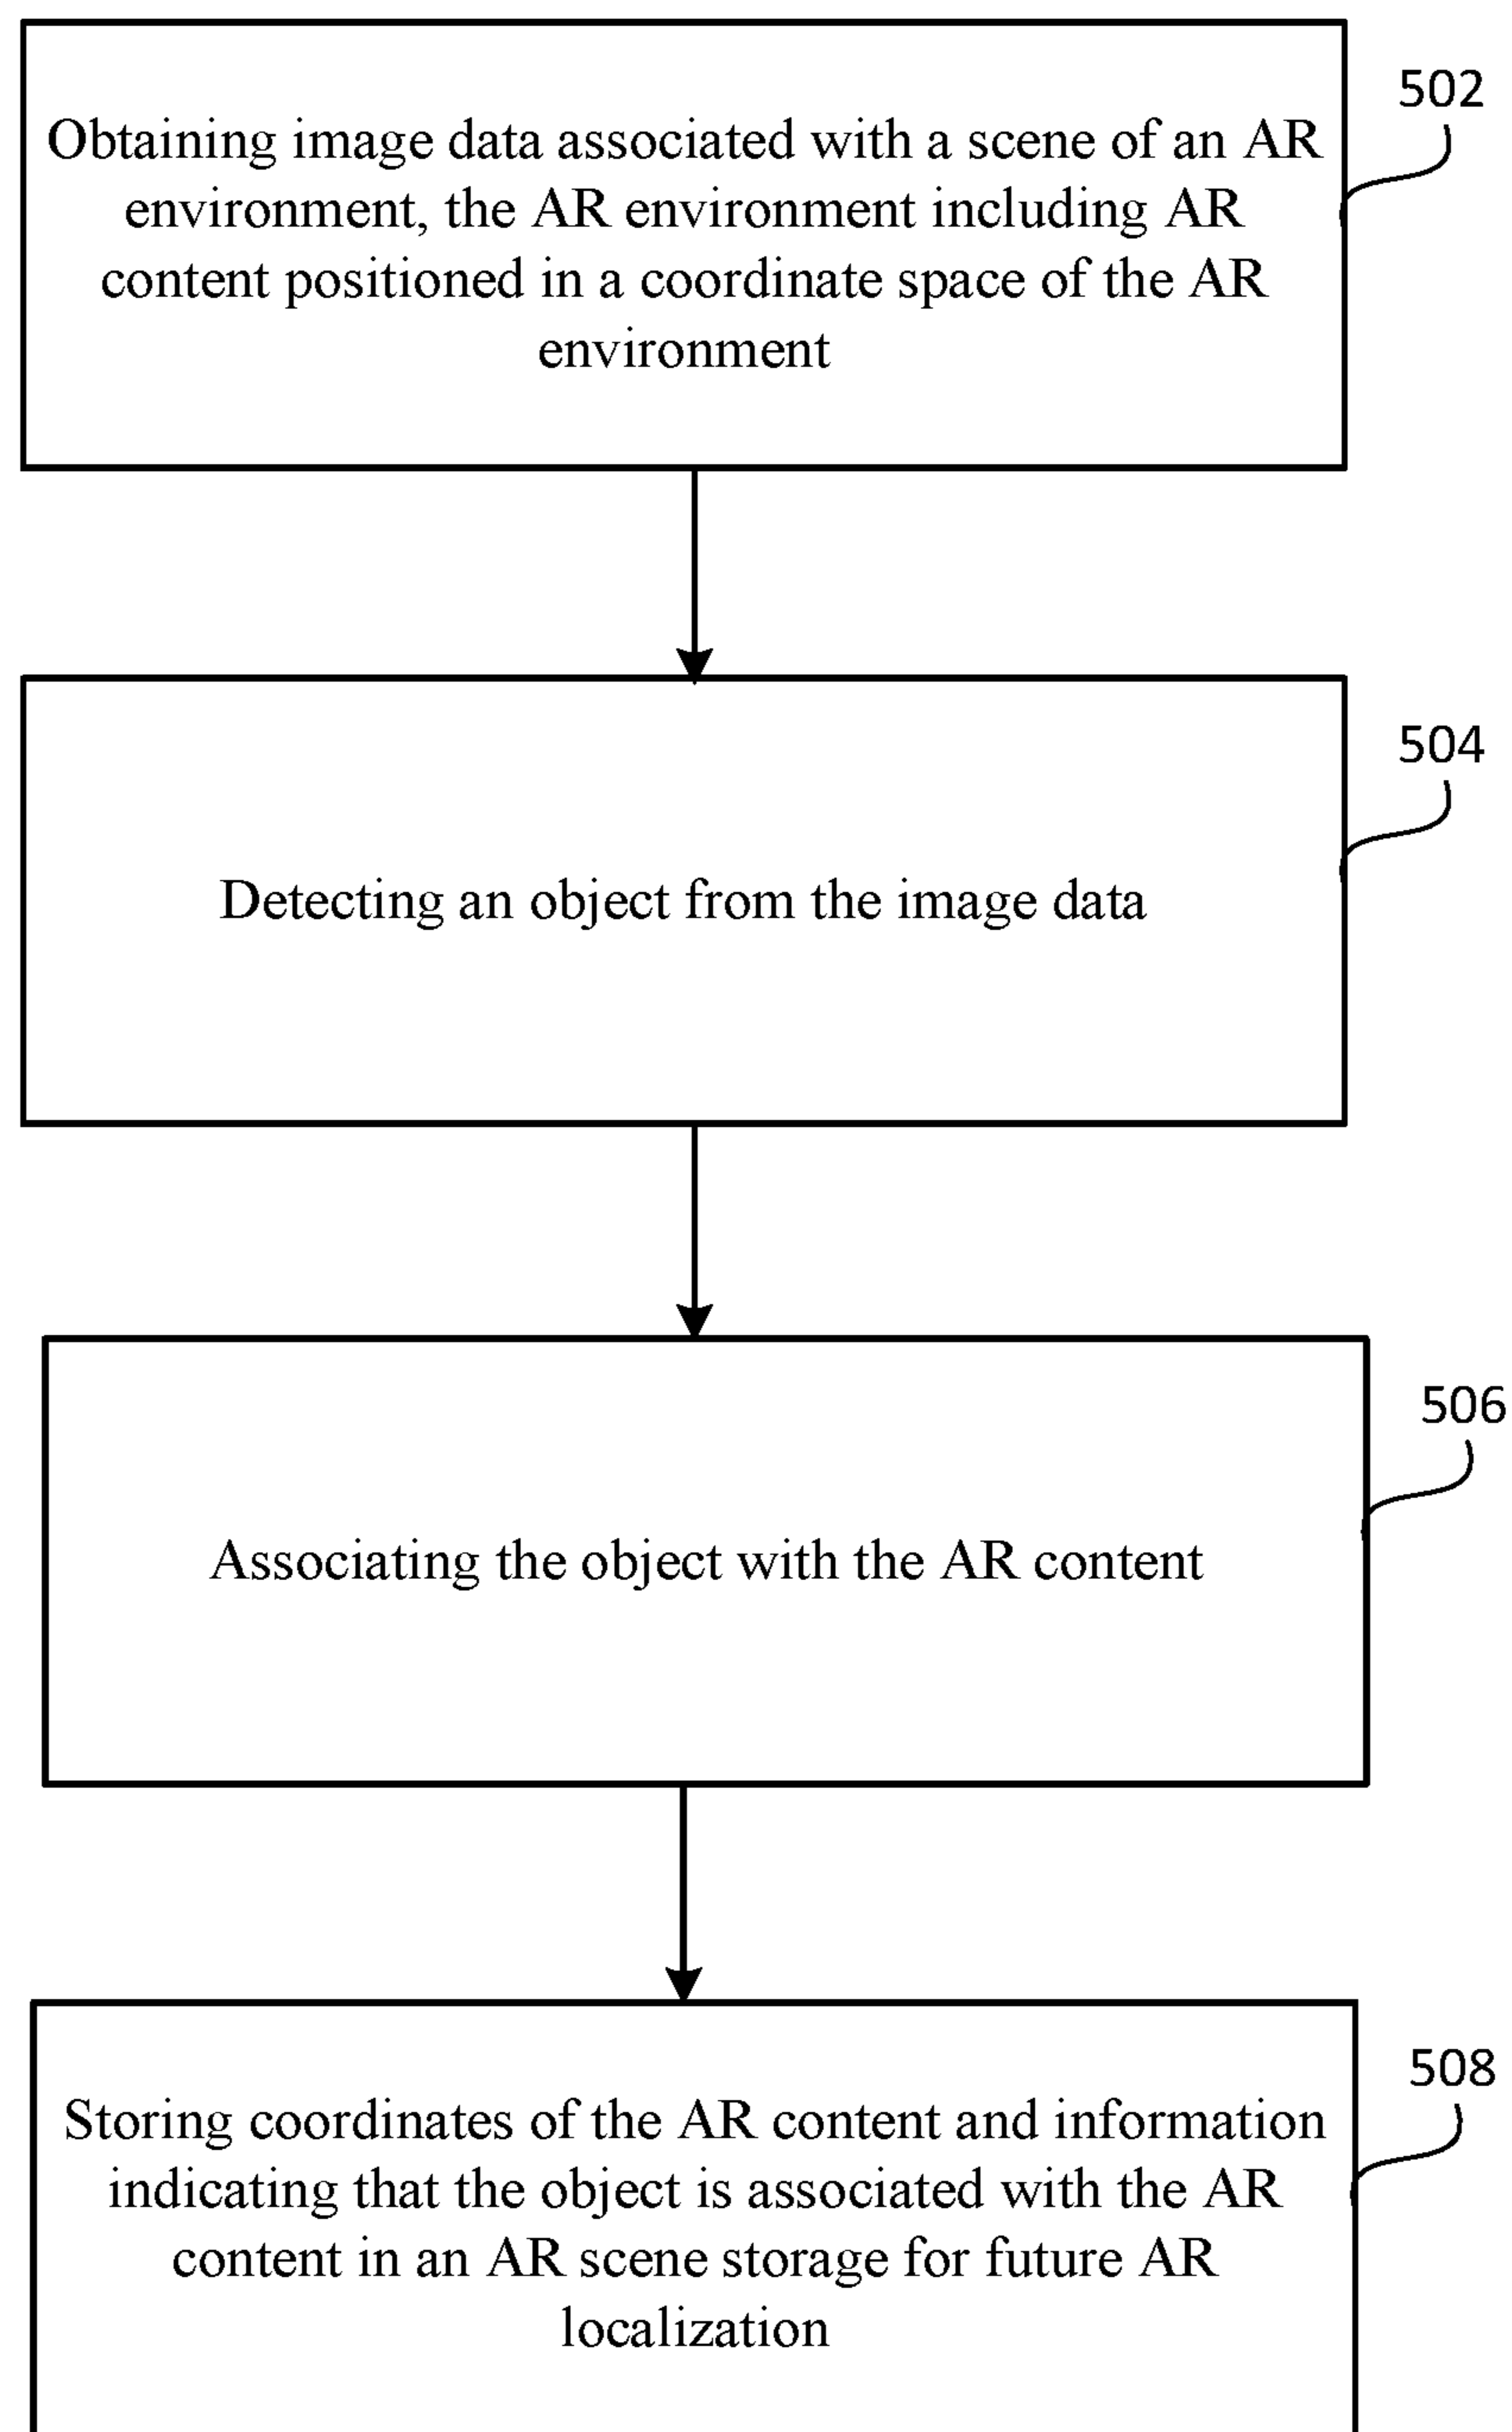 502
Obtaining image data associated with a scene of an AR
environment, the AR environment including AR
content positioned in a coordinate space of the AR
environment
504
Detecting an object from the image data
506
Associating the object with the AR content
508
Storing coordinates of the AR content and information
indicating that the object is associated with the AR
content in an AR scene storage for future AR
localization